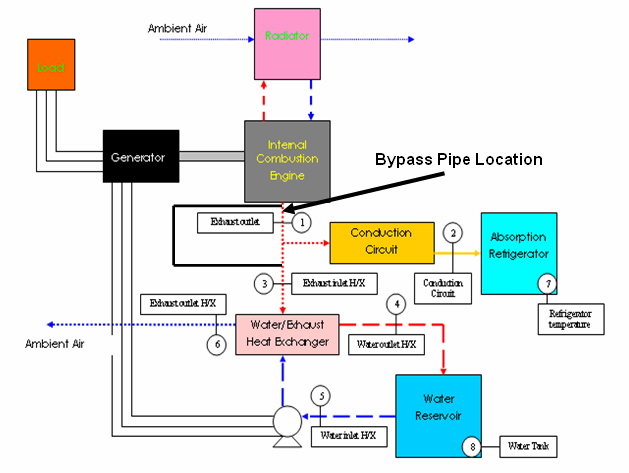 Ambient Air
Radiator
Load
Generator
Internal
Combustion
Engine
Bypass Pipe Location
Exhaust outlet
1
Conduction
Circuit
2
Absorption
Refrigerator
3
Exhaust inlet H/X
Conduction
Circuit
7
Exhaust outlet H/X
4
Refrigerator
temperature
Water/Exhaust
Heat Exchanger
Water outlet H/X
6
Ambient Air
5
Water
Reservoir
Water inlet H/X
8
Water Tank